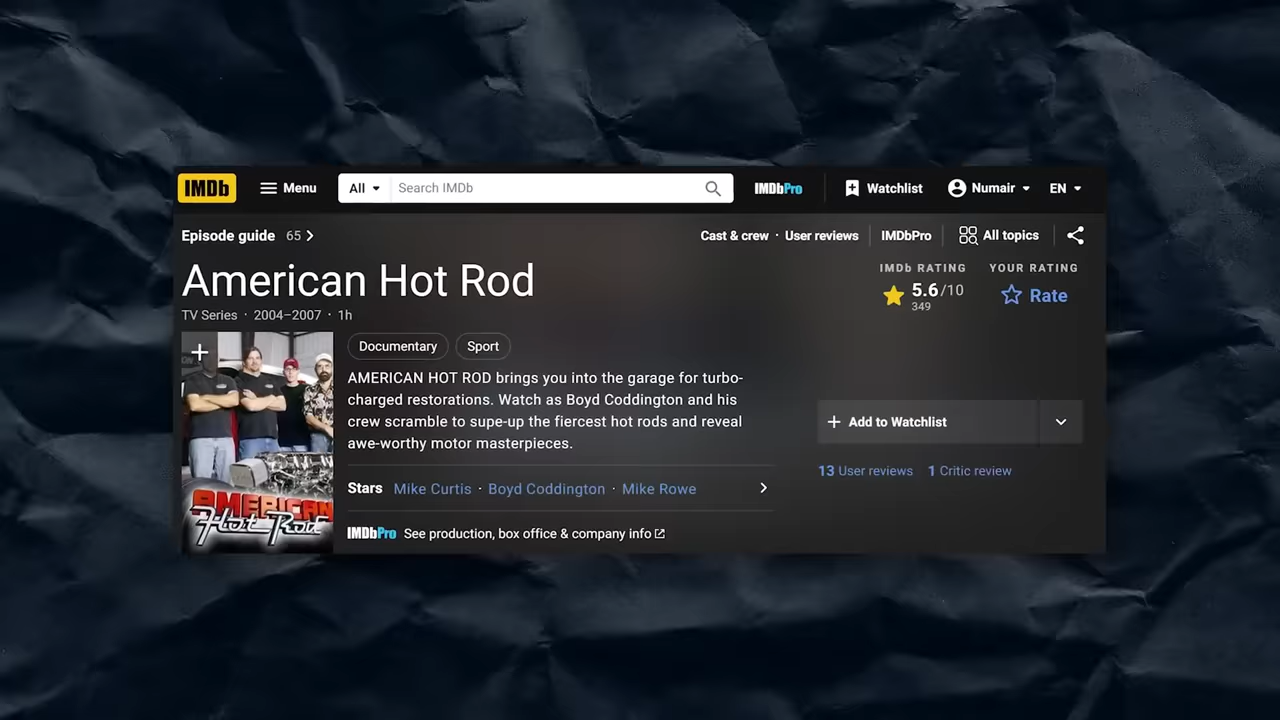 IMDb Menu All Search IMDb IMDbPro Watchlist Numair EN
Episode guide 65 Cast & crew · User reviews IMDbPro All topics
American Hot Rod
IMDb RATING YOUR RATING
5.6/10 Rate
349
TV Series · 2004–2007 · 1h
Documentary Sport
AMERICAN HOT ROD brings you into the garage for turbo-
charged restorations. Watch as Boyd Coddington and his
crew scramble to supe-up the fiercest hot rods and reveal
awe-worthy motor masterpieces.
+ Add to Watchlist
13 User reviews 1 Critic review
Stars Mike Curtis · Boyd Coddington · Mike Rowe
IMDbPro See production, box office & company info
AMERICAN
Hot Rod